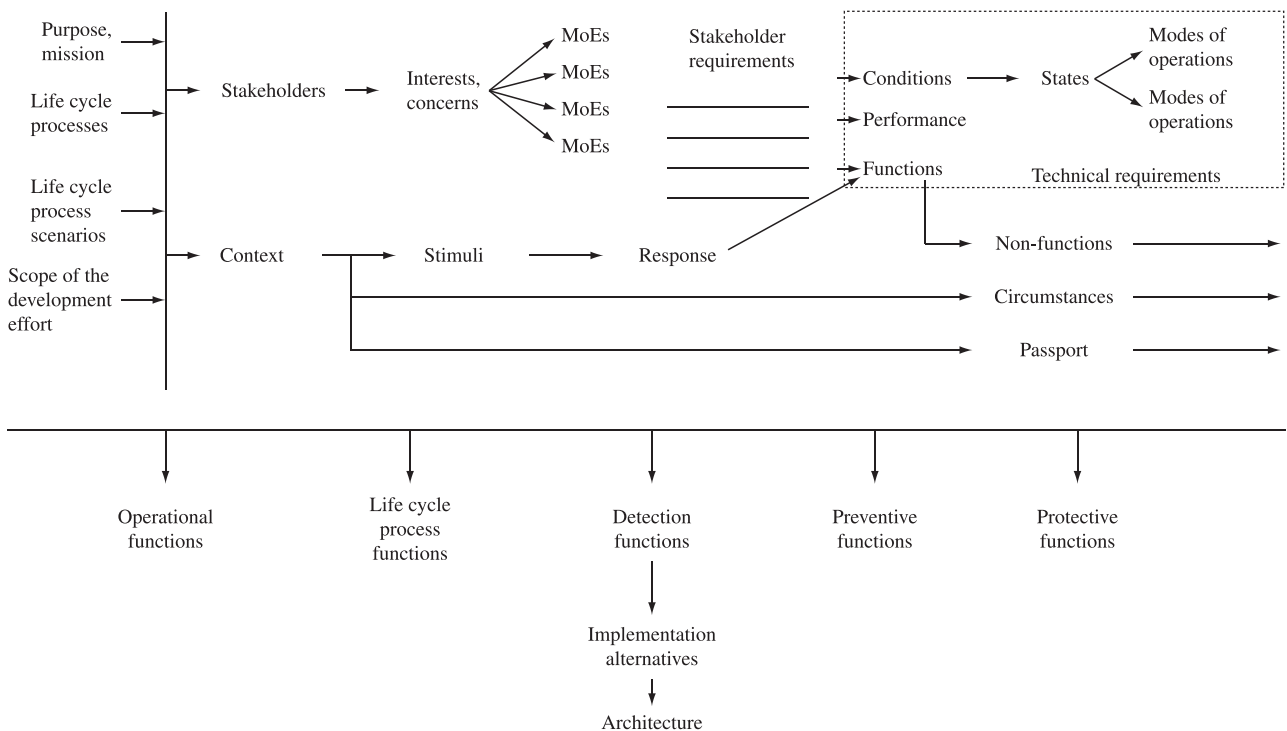 Purpose,
mission
Life cycle
processes
Life cycle
process
scenarios
Scope of the
development
effort
Stakeholders
Interests,
concerns
MoEs
MoEs
MoEs
MoEs
Stakeholder
requirements
Conditions
Performance
Functions
States
Modes of
operations
Modes of
operations
Technical requirements
Context
Stimuli
Response
Non-functions
Circumstances
Passport
Operational
functions
Life cycle
process
functions
Detection
functions
Preventive
functions
Protective
functions
Implementation
alternatives
Architecture